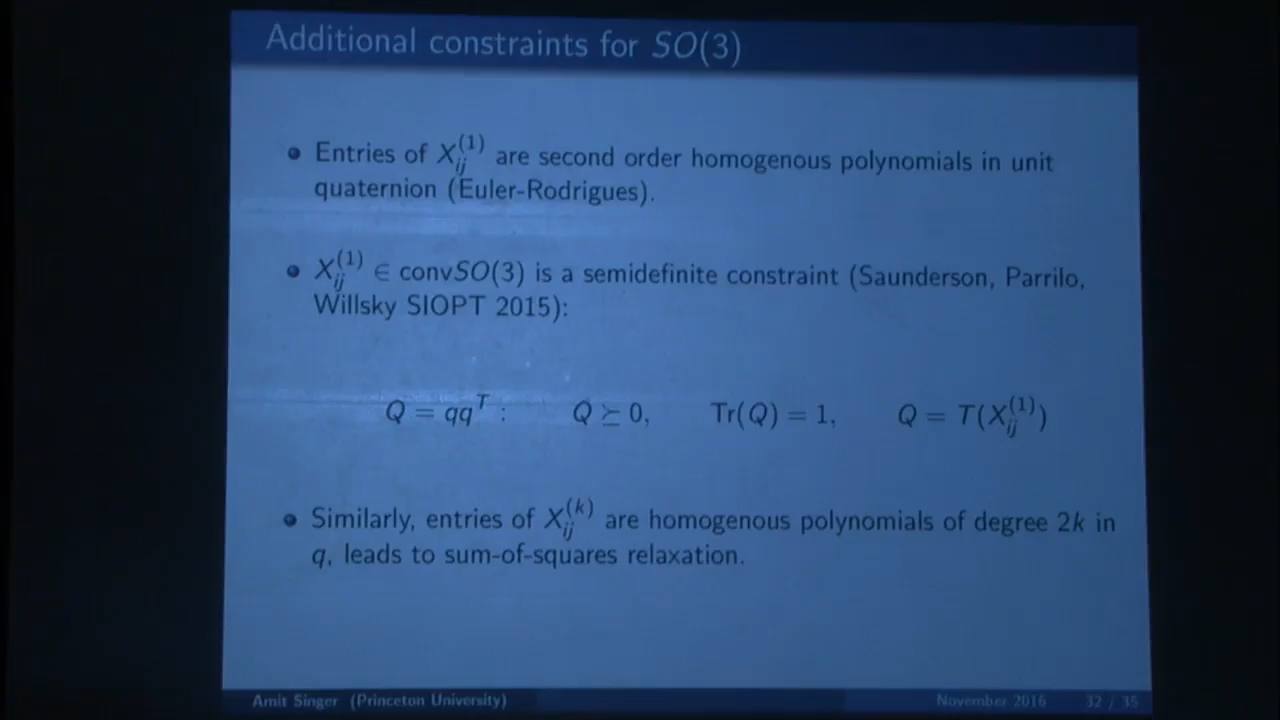 Additional constraints for SO(3)
Entries of X_{ij}^{(1)} are second order homogenous polynomials in unit
quaternion (Euler-Rodrigues).
X_{ij}^{(1)} ∈ convSO(3) is a semidefinite constraint (Saunderson, Parrilo,
Willsky SIOPT 2015):
Q = qq^T : Q ⪰ 0, Tr(Q) = 1, Q = T(X_{ij}^{(1)})
Similarly, entries of X_{ij}^{(k)} are homogenous polynomials of degree 2k in
q, leads to sum-of-squares relaxation.
Amit Singer (Princeton University) November 2016 32 / 35